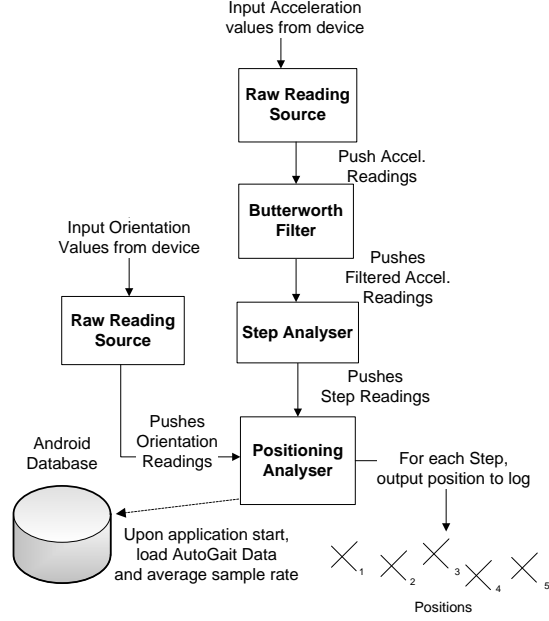 Input Acceleration
values from device
Raw Reading
Source
Push Accel.
Readings
Butterworth
Filter
Input Orientation
Values from device
Pushes
Filtered Accel.
Readings
Raw Reading
Source
Step Analyser
Pushes
Step Readings
Pushes
Orientation
Readings
Android
Database
Positioning
Analyser
For each Step,
output position to log
Upon application start,
load AutoGait Data
and average sample rate
1
2
3
4
5
Positions